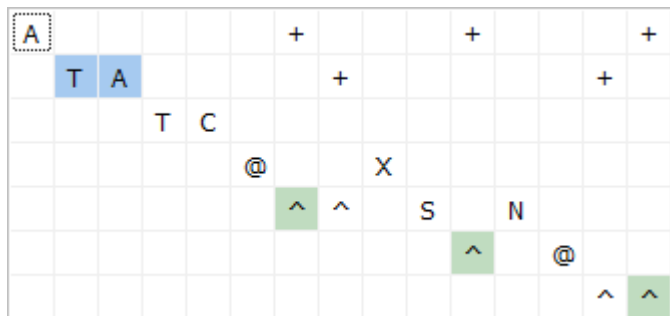 A + + +
T A + +
T C
@ X
^ ^ S N
^ @
^ ^